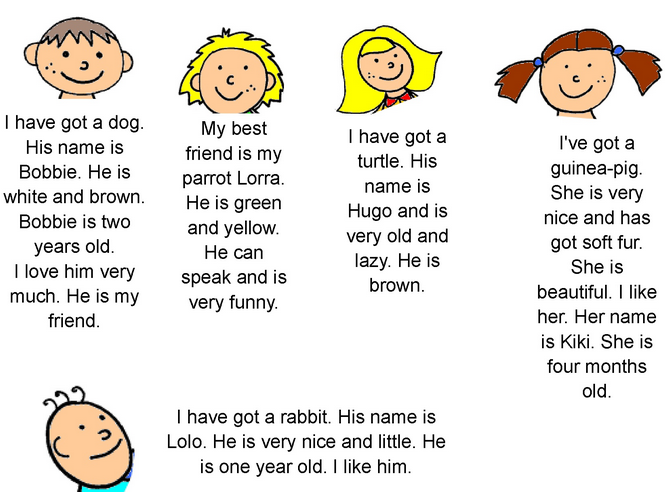 I have got a dog.
His name is
Bobbie. He is
white and brown.
Bobbie is two
years old.
I love him very
much. He is my
friend.
My best
friend is my
parrot Lorra.
He is green
and yellow.
He can
speak and is
very funny.
I have got a
turtle. His
name is
Hugo and is
very old and
lazy. He is
brown.
I've got a
guinea-pig.
She is very
nice and has
got soft fur.
She is
beautiful. I like
her. Her name
is Kiki. She is
four months
old.
I have got a rabbit. His name is
Lolo. He is very nice and little. He
is one year old. I like him.